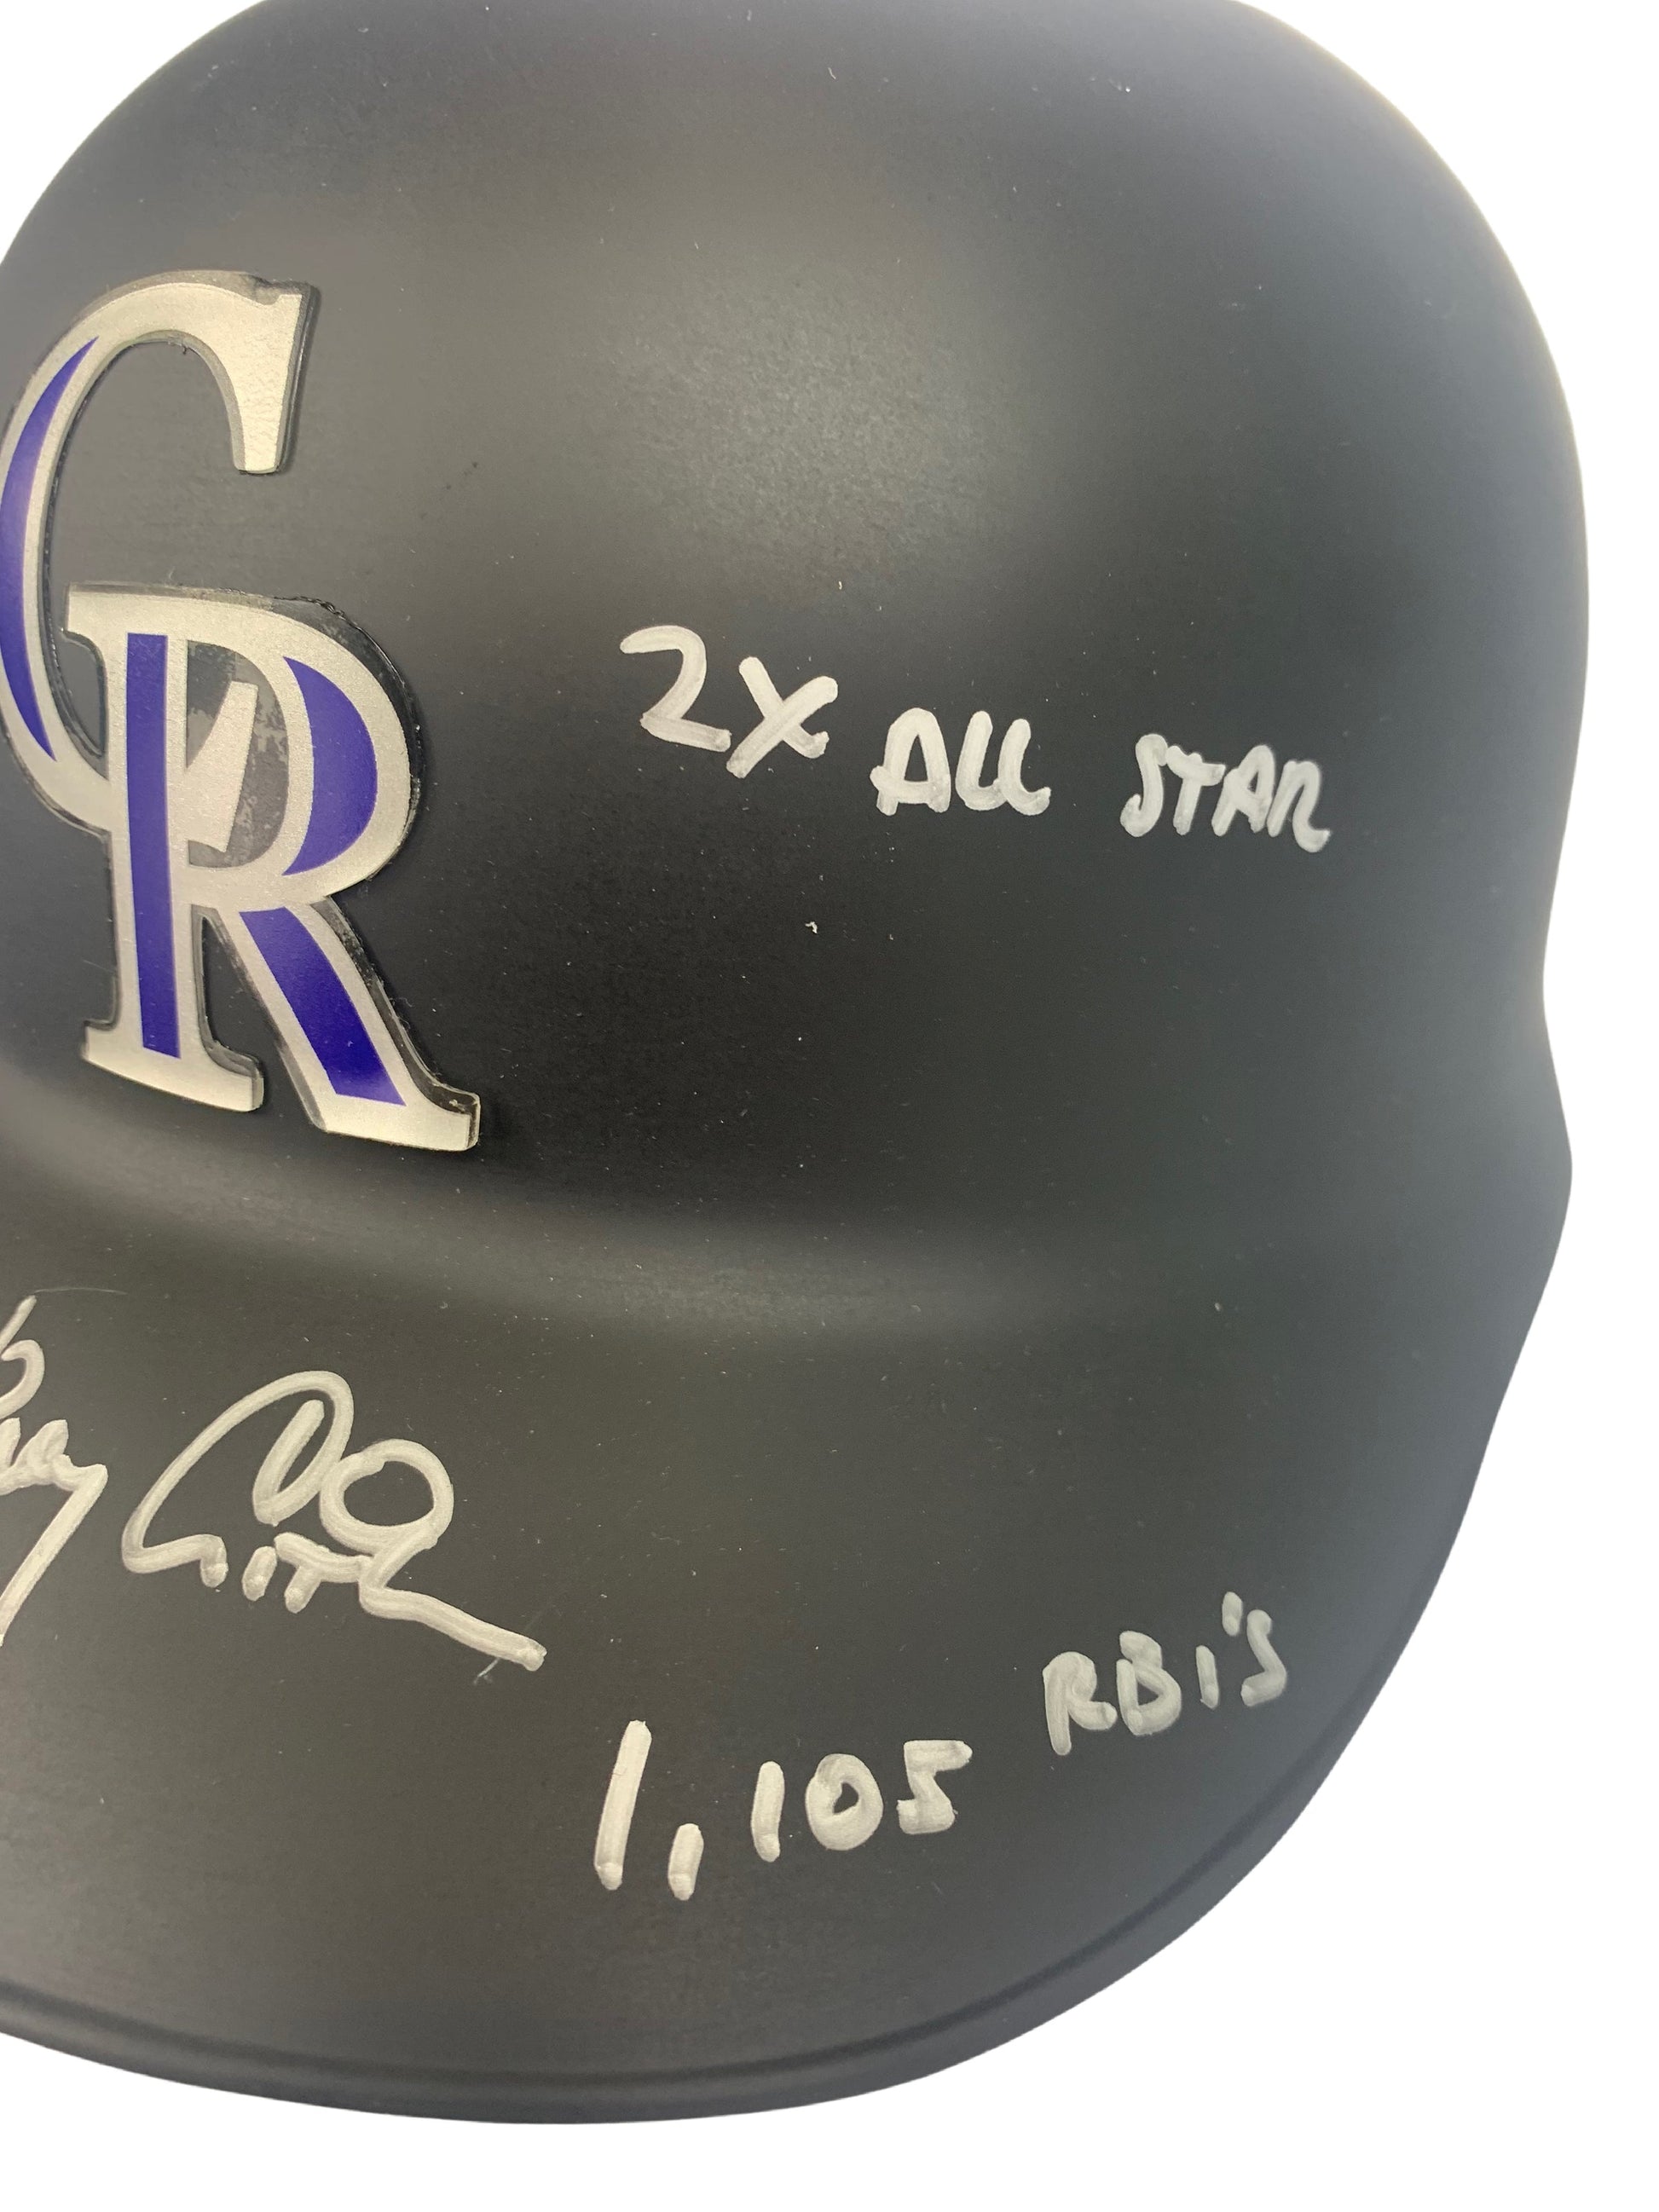 CR
2X ALL STAR
1,105 RBI'S